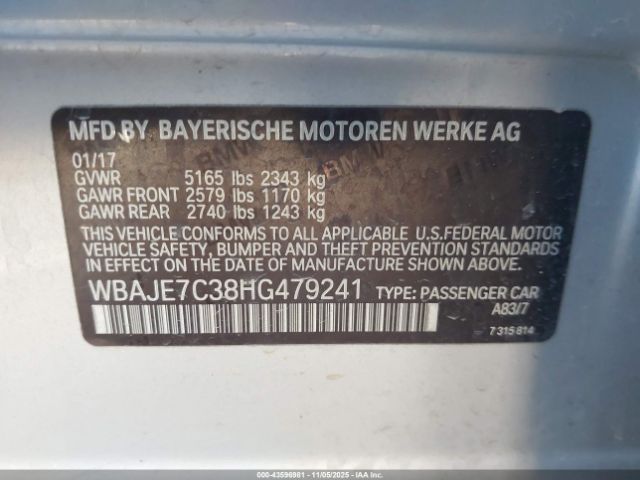 MFD BY BAYERISCHE MOTOREN WERKE AG
01/17
GVWR 5165 lbs 2343 kg
GAWR FRONT 2579 lbs 1170 kg
GAWR REAR 2740 lbs 1243 kg
THIS VEHICLE CONFORMS TO ALL APPLICABLE U.S.FEDERAL MOTOR
VEHICLE SAFETY, BUMPER AND THEFT PREVENTION STANDARDS
IN EFFECT ON THE DATE OF MANUFACTURE SHOWN ABOVE.
WBAJE7C38HG479241 TYPE: PASSENGER CAR
A83/7
7 315 814
000-43596981 - 11/05/2025 - IAAI.COM